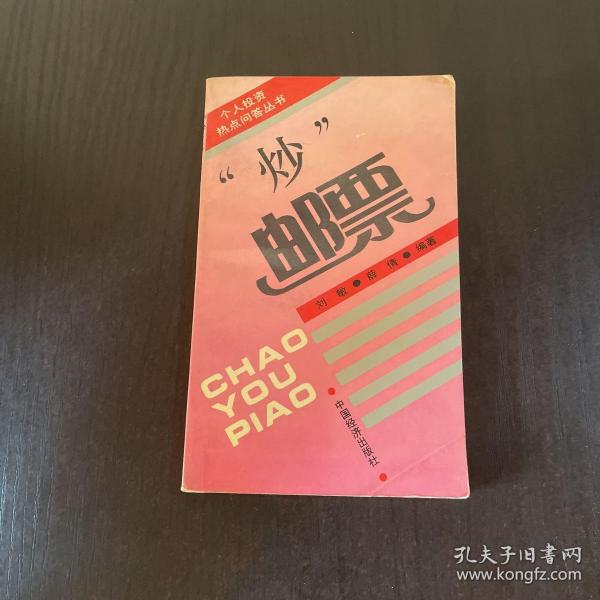 个人投资
热点问答丛书
“炒”
邮票
刘敏●薛倩●编著
CHAO
YOU
PIAO
●中国经济出版社●
孔夫子旧书网
www.kongfz.com